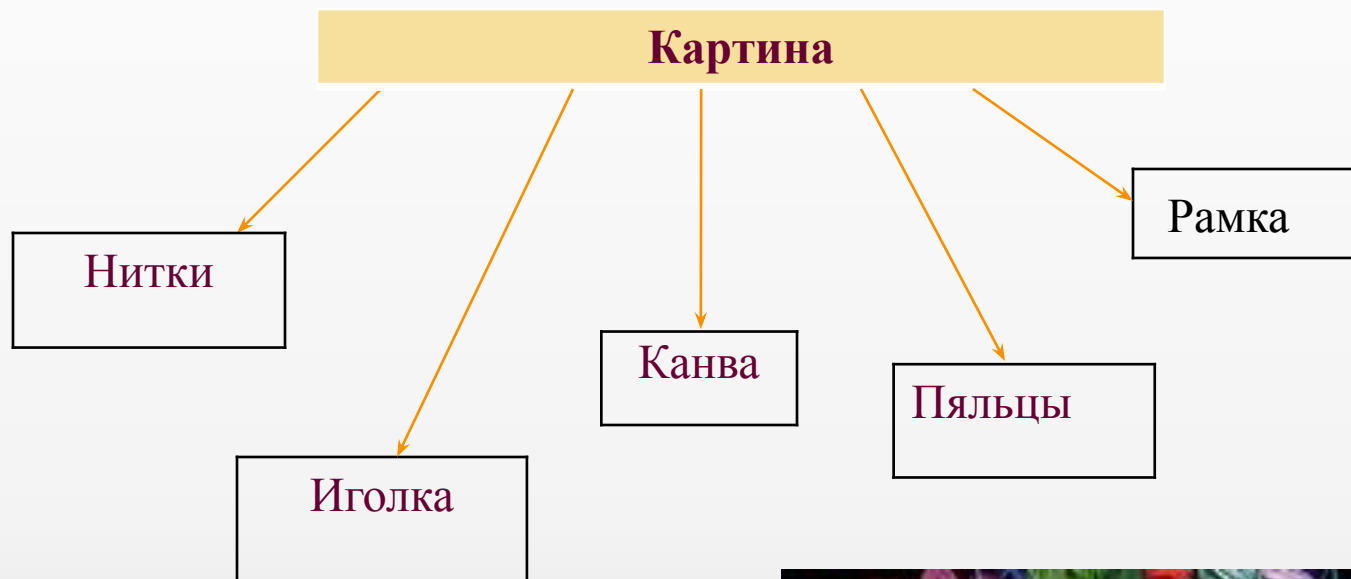 Картина
Рамка
Нитки
Канва
Пяльцы
Иголка